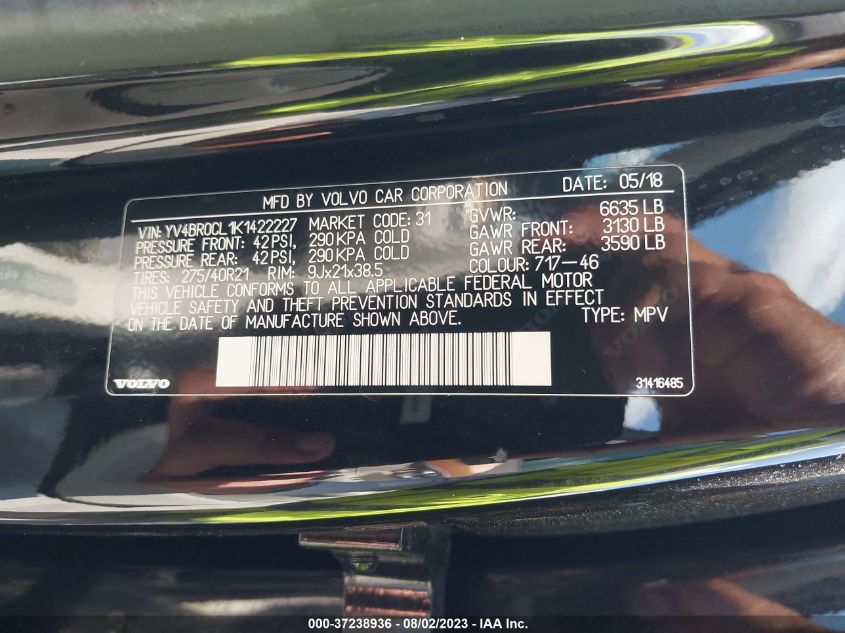 MFD BY VOLVO CAR CORPORATION DATE: 05/18
VIN: YV4BR0CL1K1422227 MARKET CODE: 31 GVWR: 6635 LB
PRESSURE FRONT: 42PSI, 290KPA COLD GAWR FRONT: 3130 LB
PRESSURE REAR: 42PSI, 290KPA COLD GAWR REAR: 3590 LB
TIRES: 275/40R21 RIM: 9Jx21x38.5 COLOUR: 717-46
THIS VEHICLE CONFORMS TO ALL APPLICABLE FEDERAL MOTOR
VEHICLE SAFETY AND THEFT PREVENTION STANDARDS IN EFFECT
ON THE DATE OF MANUFACTURE SHOWN ABOVE. TYPE: MPV
VOLVO 31416485
000-37238936 - 08/02/2023 - IAA Inc.